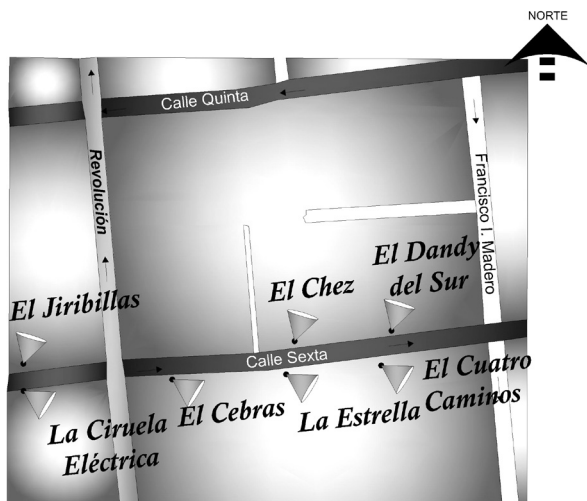 NORTE
Calle Quinta
Revolución
Francisco I. Madero
El Jiribillas
El Chez
El Dandy
del Sur
Calle Sexta
La Ciruela
Eléctrica
El Cebras
La Estrella
El Cuatro
Caminos